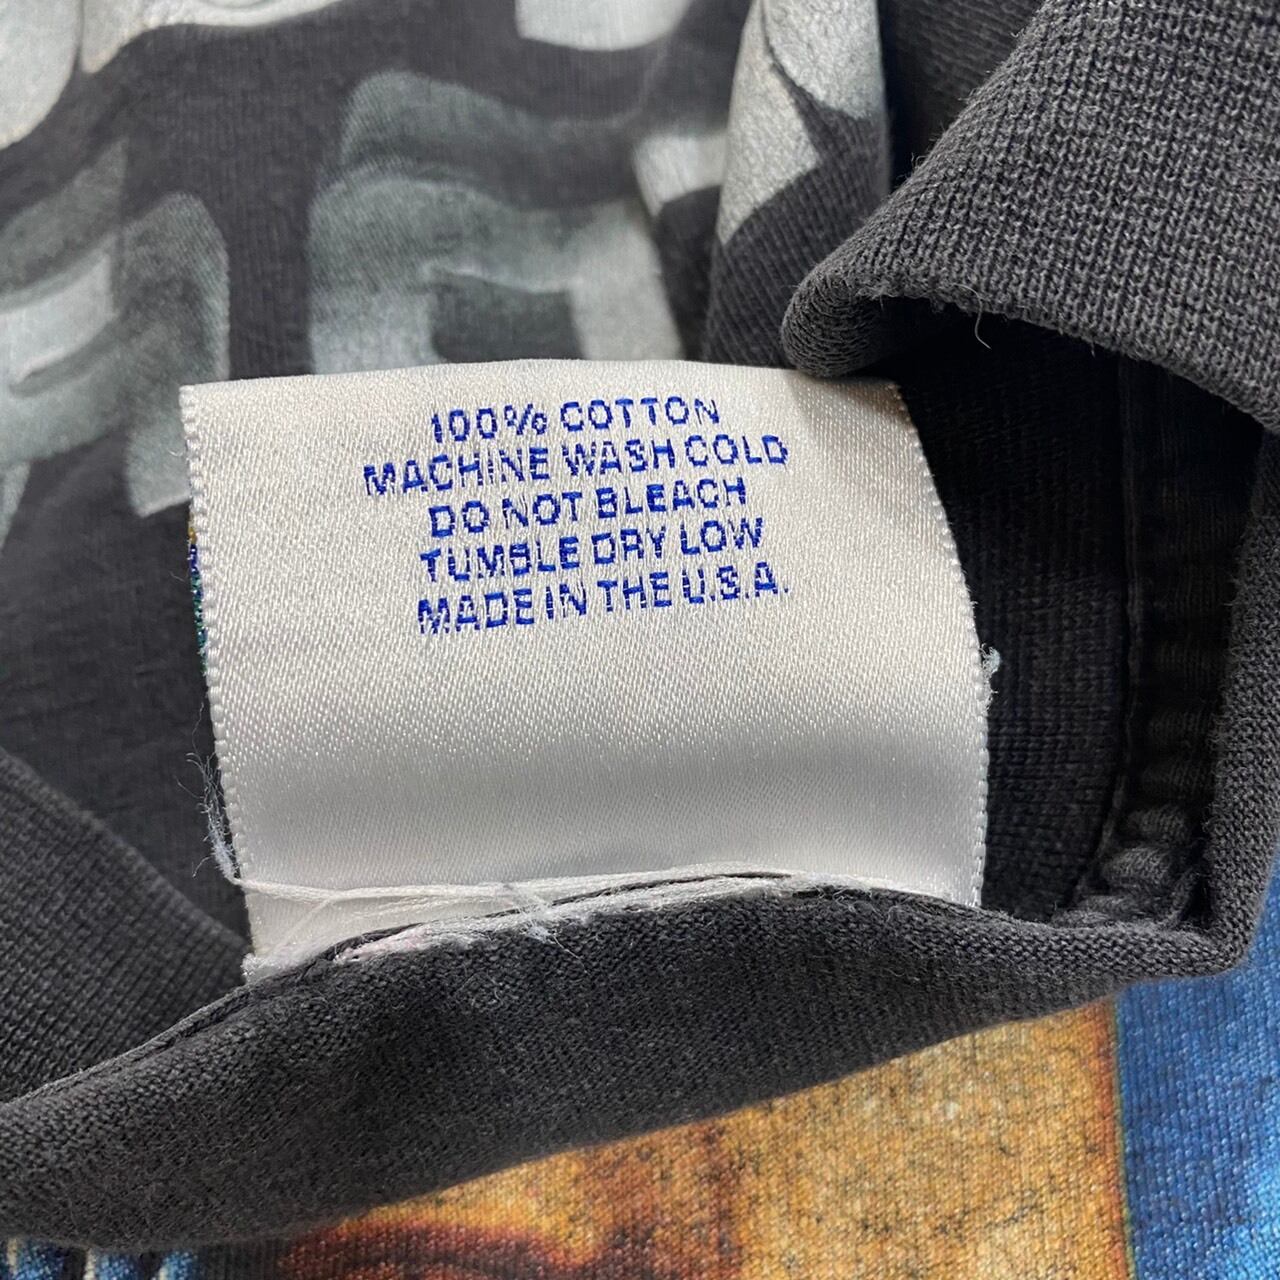 100% COTTON
MACHINE WASH COLD
DO NOT BLEACH
TUMBLE DRY LOW
MADE IN THE U.S.A.